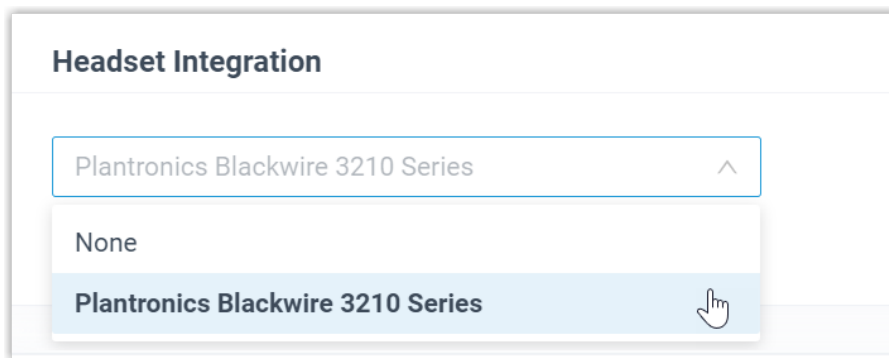 Headset Integration
Plantronics Blackwire 3210 Series
None
Plantronics Blackwire 3210 Series